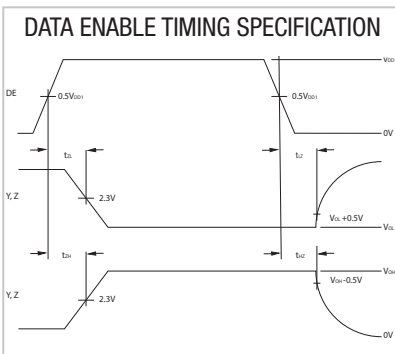 DATA ENABLE TIMING SPECIFICATION
VDD1
DE
0.5VDD1
0.5VDD1
0V
tZL
tLZ
Y, Z
2.3V
VOL+0.5V
VOL
tZH
tHZ
VOH
Y, Z
2.3V
VOH–0.5V
0V